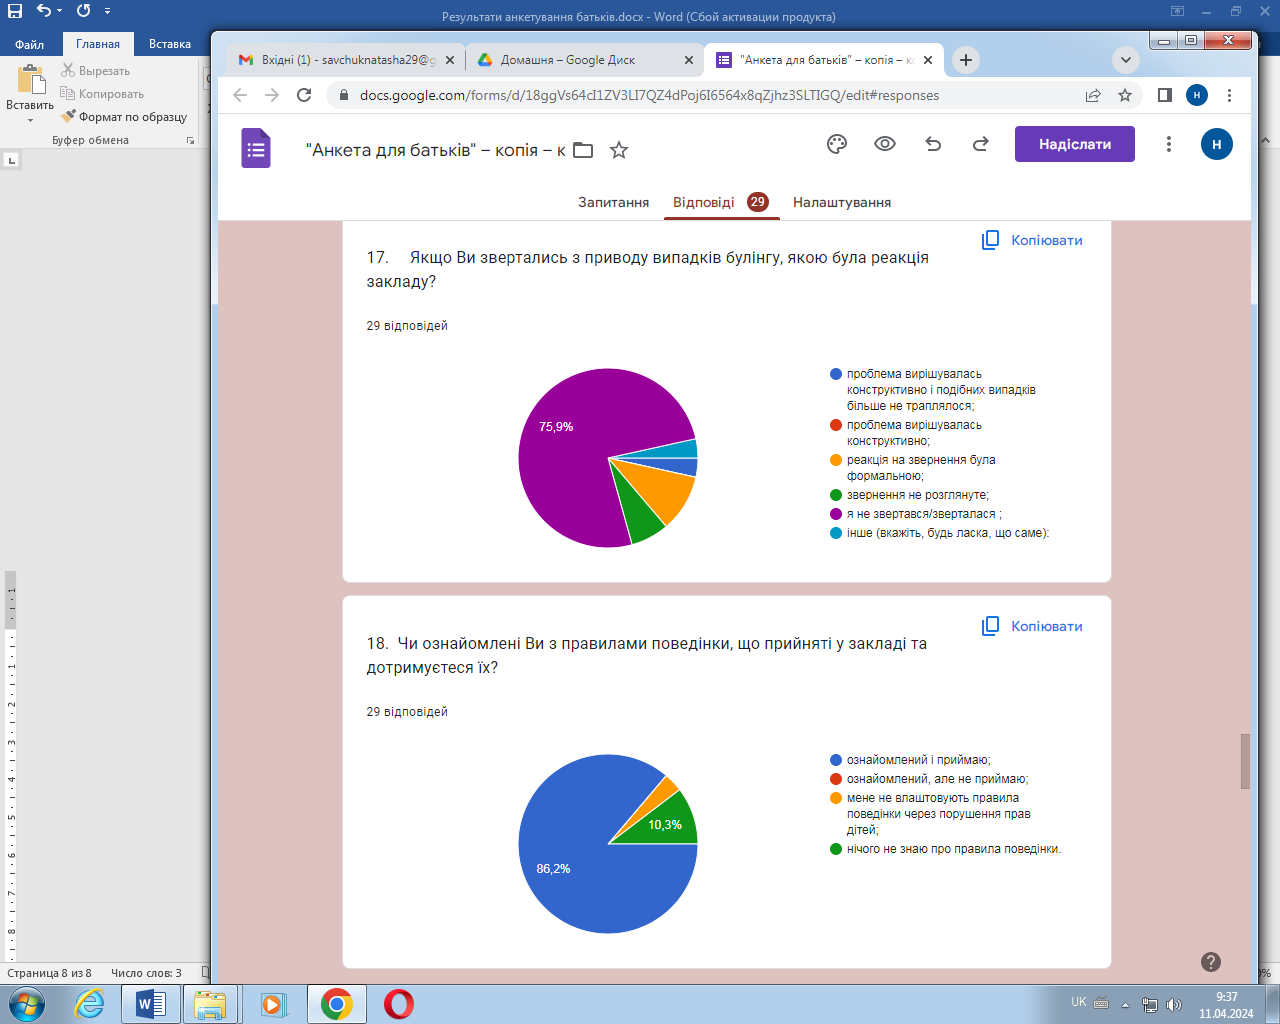 Результати анкетування батьків.docx - Word (Сбой активации продукта)
Файл
Главная
Вставка
Вставить
Вырезать
Копировать
Формат по образцу
Буфер обмена
Вхідні (1) - savchuknatasha29@g
Домашня – Google Диск
"Анкета для батьків" – копія – к
docs.google.com/forms/d/18ggVs64cI1ZV3LI7QZ4dPoj6I6564x8qZjhz3SLTIGQ/edit#responses
Н
"Анкета для батьків" – копія – к
Надіслати
Н
Запитання
Відповіді 29
Налаштування
Копіювати
17. Якщо Ви звертались з приводу випадків булінгу, якою була реакція
закладу?
29 відповідей
75,9%
проблема вирішувалась
конструктивно і подібних випадків
більше не траплялося;
проблема вирішувалась
конструктивно;
реакція на звернення була
формальною;
звернення не розглянуте;
я не звертався/зверталася ;
інше (вкажіть, будь ласка, що саме):
Копіювати
18. Чи ознайомлені Ви з правилами поведінки, що прийняті у закладі та
дотримуєтеся їх?
29 відповідей
86,2%
10,3%
ознайомлений і приймаю;
ознайомлений, але не приймаю;
мене не влаштовують правила
поведінки через порушення прав
дітей;
нічого не знаю про правила поведінки.
Страница 8 из 8
Число слов: 3
UK
9:37
11.04.2024